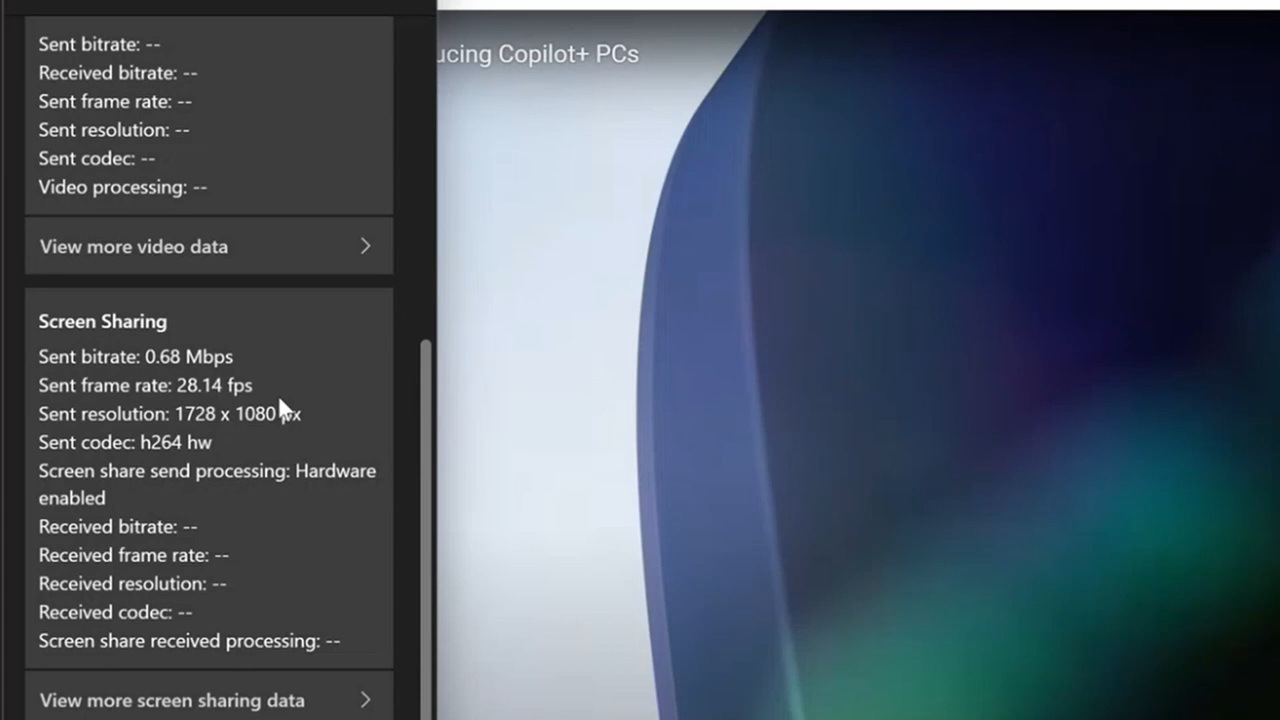 Sent bitrate: --
Received bitrate: --
Sent frame rate: --
Sent resolution: --
Sent codec: --
Video processing: --
View more video data
Screen Sharing
Sent bitrate: 0.68 Mbps
Sent frame rate: 28.14 fps
Sent resolution: 1728 x 1080
Sent codec: h264 hw
Screen share send processing: Hardware
enabled
Received bitrate: --
Received frame rate: --
Received resolution: --
Received codec: --
Screen share received processing: --
View more screen sharing data
ucing Copilot+ PCs